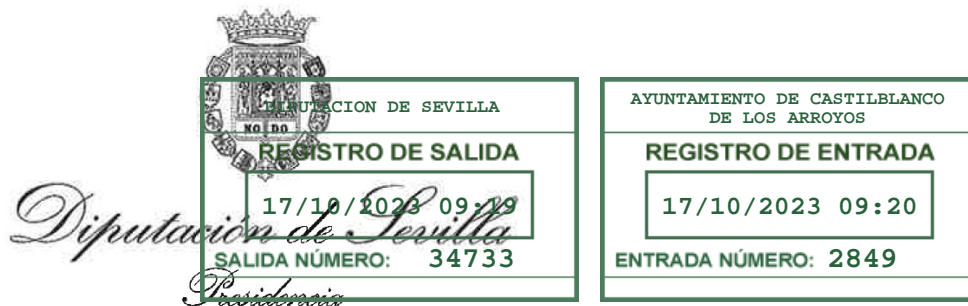 NO DO
DIPUTACION DE SEVILLA
REGISTRO DE SALIDA
17/10/2023 09:19
SALIDA NÚMERO: 34733
Diputación de Sevilla
Presidencia
AYUNTAMIENTO DE CASTILBLANCO
DE LOS ARROYOS
REGISTRO DE ENTRADA
17/10/2023 09:20
ENTRADA NÚMERO: 2849